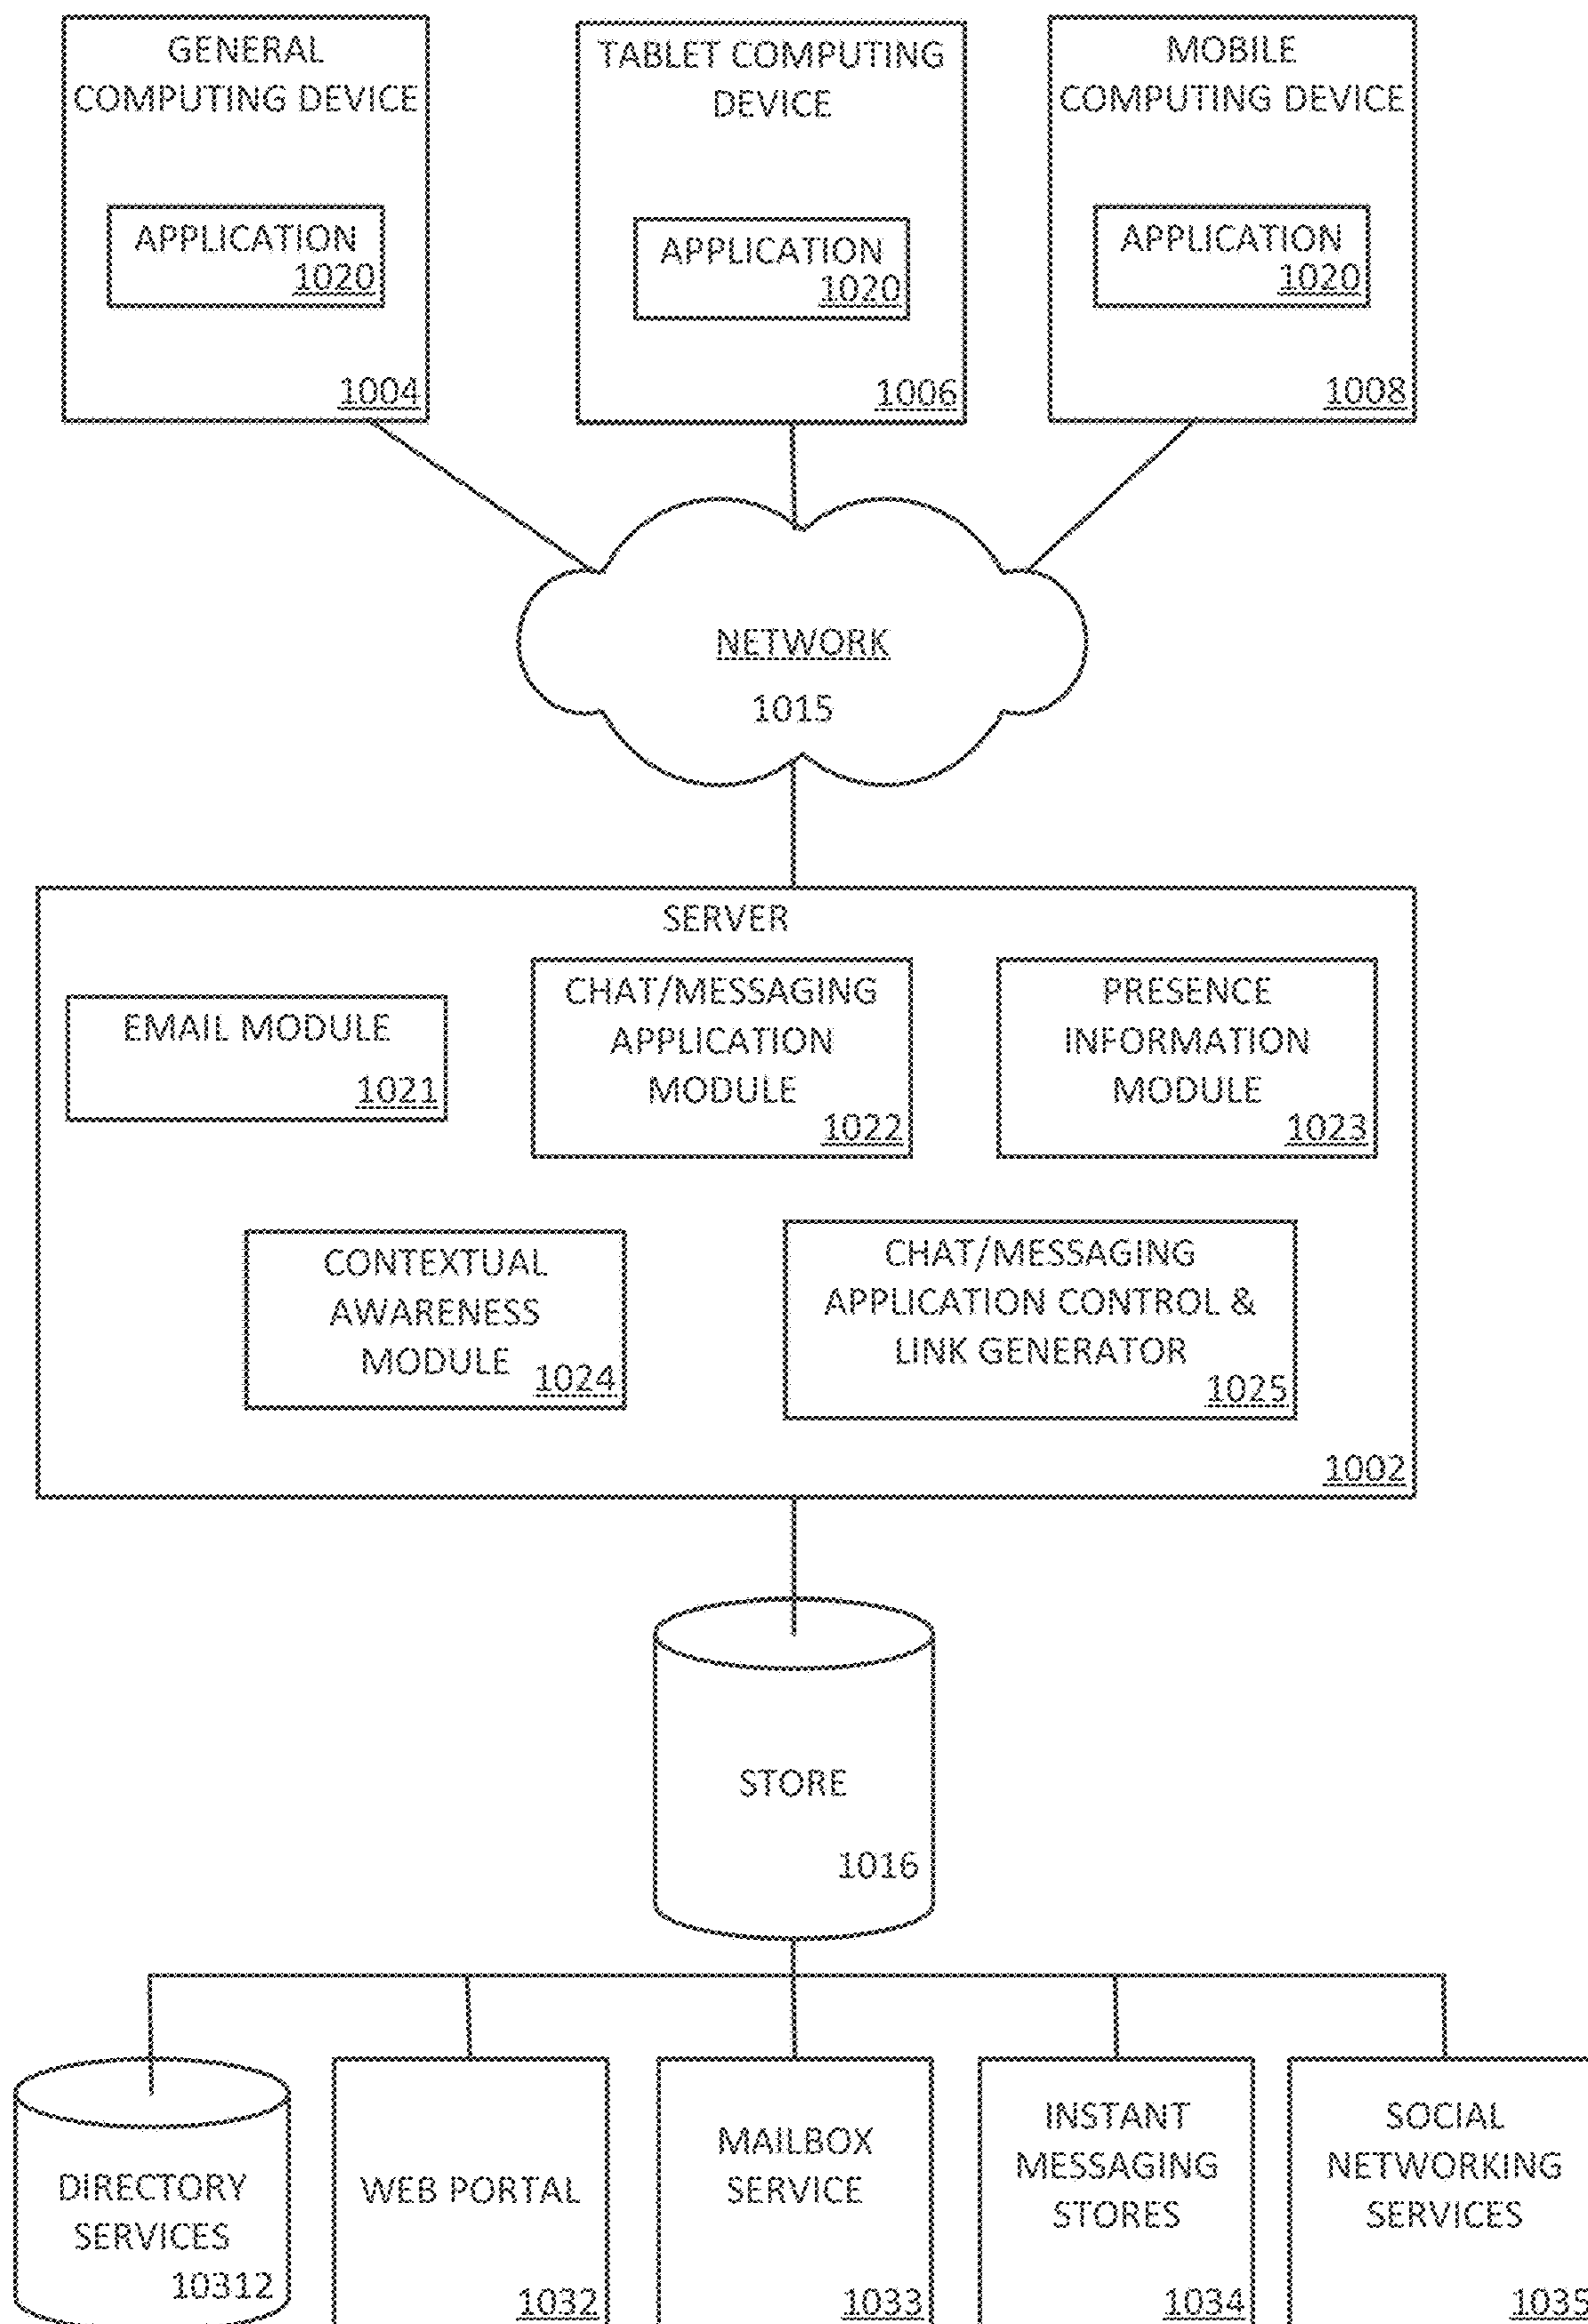 GENERAL
COMPUTING DEVICE
APPLICATION
1020
1004
TABLET COMPUTING
DEVICE
APPLICATION
1020
1006
MOBILE
COMPUTING DEVICE
APPLICATION
1020
1008
NETWORK
1015
SERVER
EMAIL MODULE
1021
CHAT/MESSAGING
APPLICATION
MODULE
1022
PRESENCE
INFORMATION
MODULE
1023
CONTEXTUAL
AWARENESS
MODULE
1024
CHAT/MESSAGING
APPLICATION CONTROL &
LINK GENERATOR
1025
1002
STORE
1016
DIRECTORY
SERVICES
10312
WEB PORTAL
1032
MAILBOX
SERVICE
1033
INSTANT
MESSAGING
STORES
1034
SOCIAL
NETWORKING
SERVICES
1035